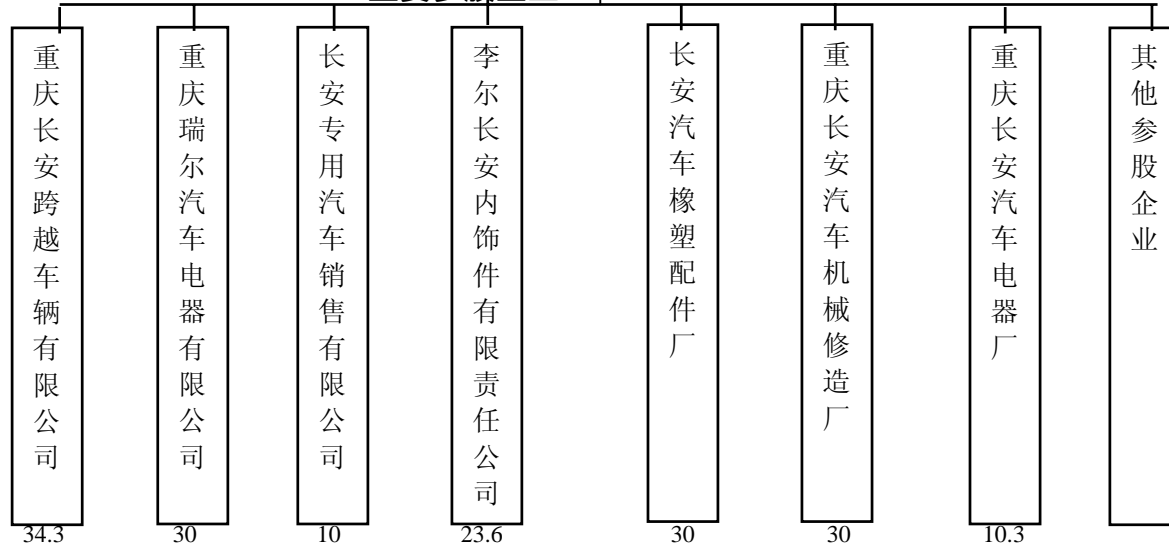 重庆长安跨越车辆有限公司
重庆瑞尔汽车电器有限公司
长安专用汽车销售有限公司
李尔长安内饰件有限责任公司
长安汽车橡塑配件厂
重庆长安汽车机械修造厂
重庆长安汽车电器厂
其他参股企业
34.3 30 10 23.6 30 30 10.3